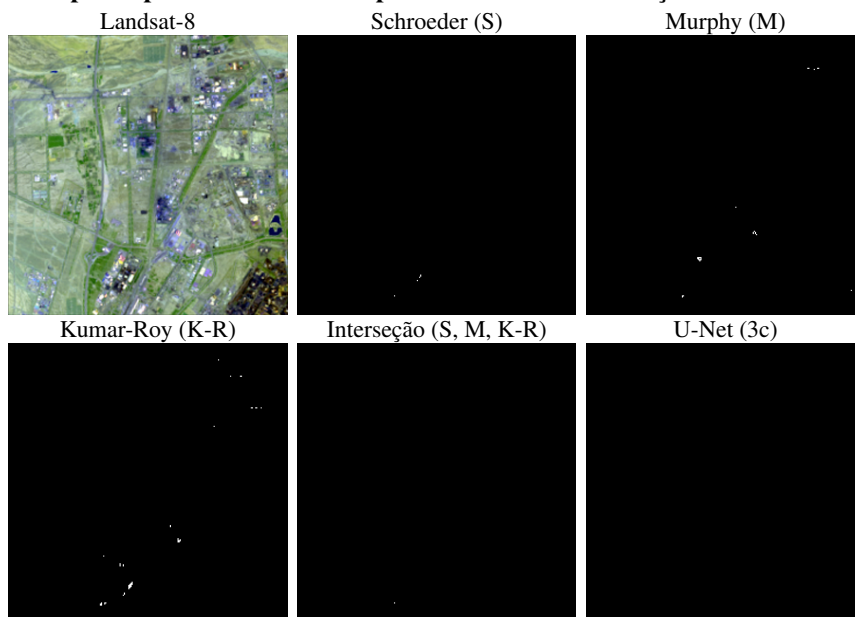 Landsat-8 Schroeder (S) Murphy (M)
Kumar-Roy (K-R) Interseção (S, M, K-R) U-Net (3c)